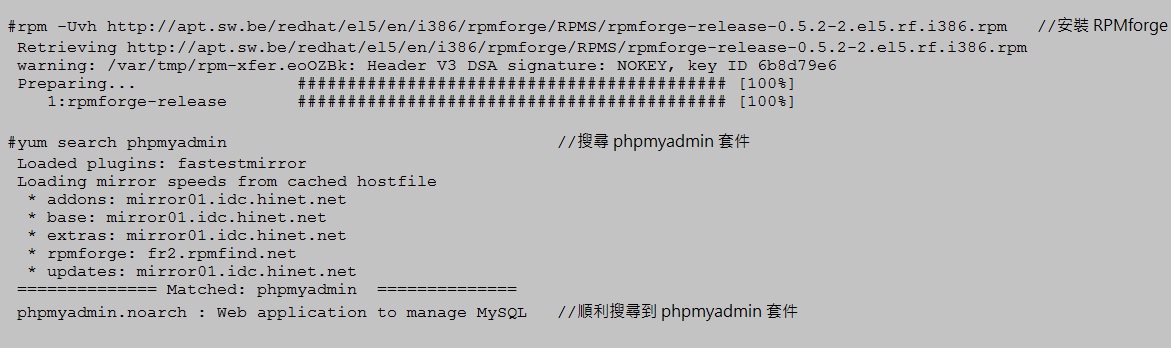 #rpm -Uvh http://apt.sw.be/redhat/el5/en/i386/rpmforge/RPMS/rpmforge-release-0.5.2-2.el5.rf.i386.rpm //安裝 RPMforge
Retrieving http://apt.sw.be/redhat/el5/en/i386/rpmforge/RPMS/rpmforge-release-0.5.2-2.el5.rf.i386.rpm
warning: /var/tmp/rpm-xfer.eoOZBk: Header V3 DSA signature: NOKEY, key ID 6b8d79e6
Preparing... ########################################### [100%]
1:rpmforge-release ########################################### [100%]
#yum search phpmyadmin //搜尋 phpmyadmin 套件
Loaded plugins: fastestmirror
Loading mirror speeds from cached hostfile
* addons: mirror01.idc.hinet.net
* base: mirror01.idc.hinet.net
* extras: mirror01.idc.hinet.net
* rpmforge: fr2.rpmfind.net
* updates: mirror01.idc.hinet.net
============== Matched: phpmyadmin ==============
phpmyadmin.noarch : Web application to manage MySQL //順利搜尋到 phpmyadmin 套件